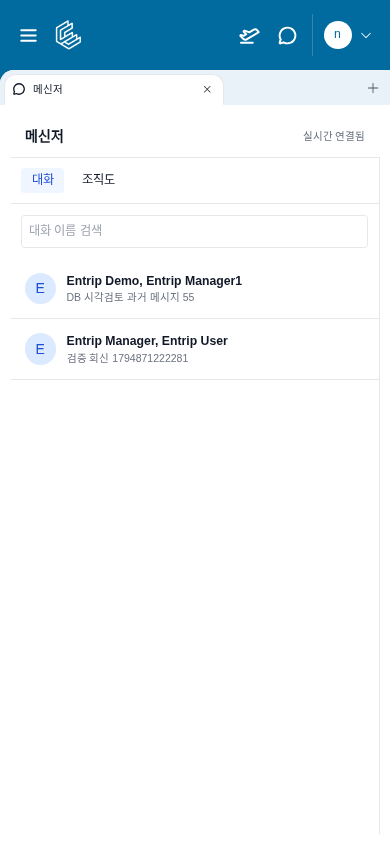 n
메신저
메신저
실시간 연결됨
대화 조직도
대화 이름 검색
E
Entrip Demo, Entrip Manager1
DB 시각검토 과거 메시지 55
E
Entrip Manager, Entrip User
검증 회신 1794871222281